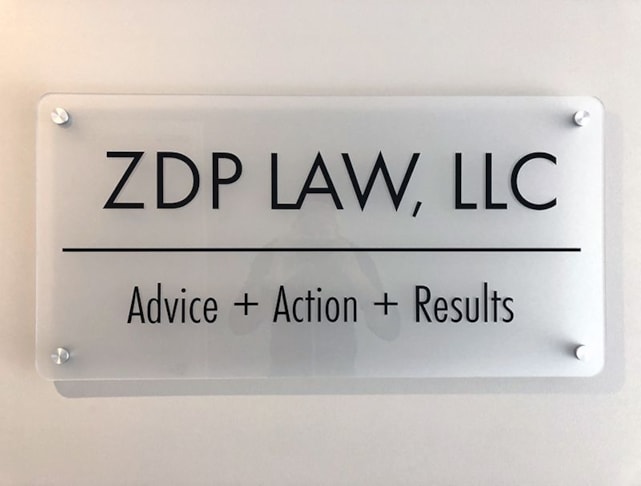 ZDP LAW, LLC
Advice + Action + Results